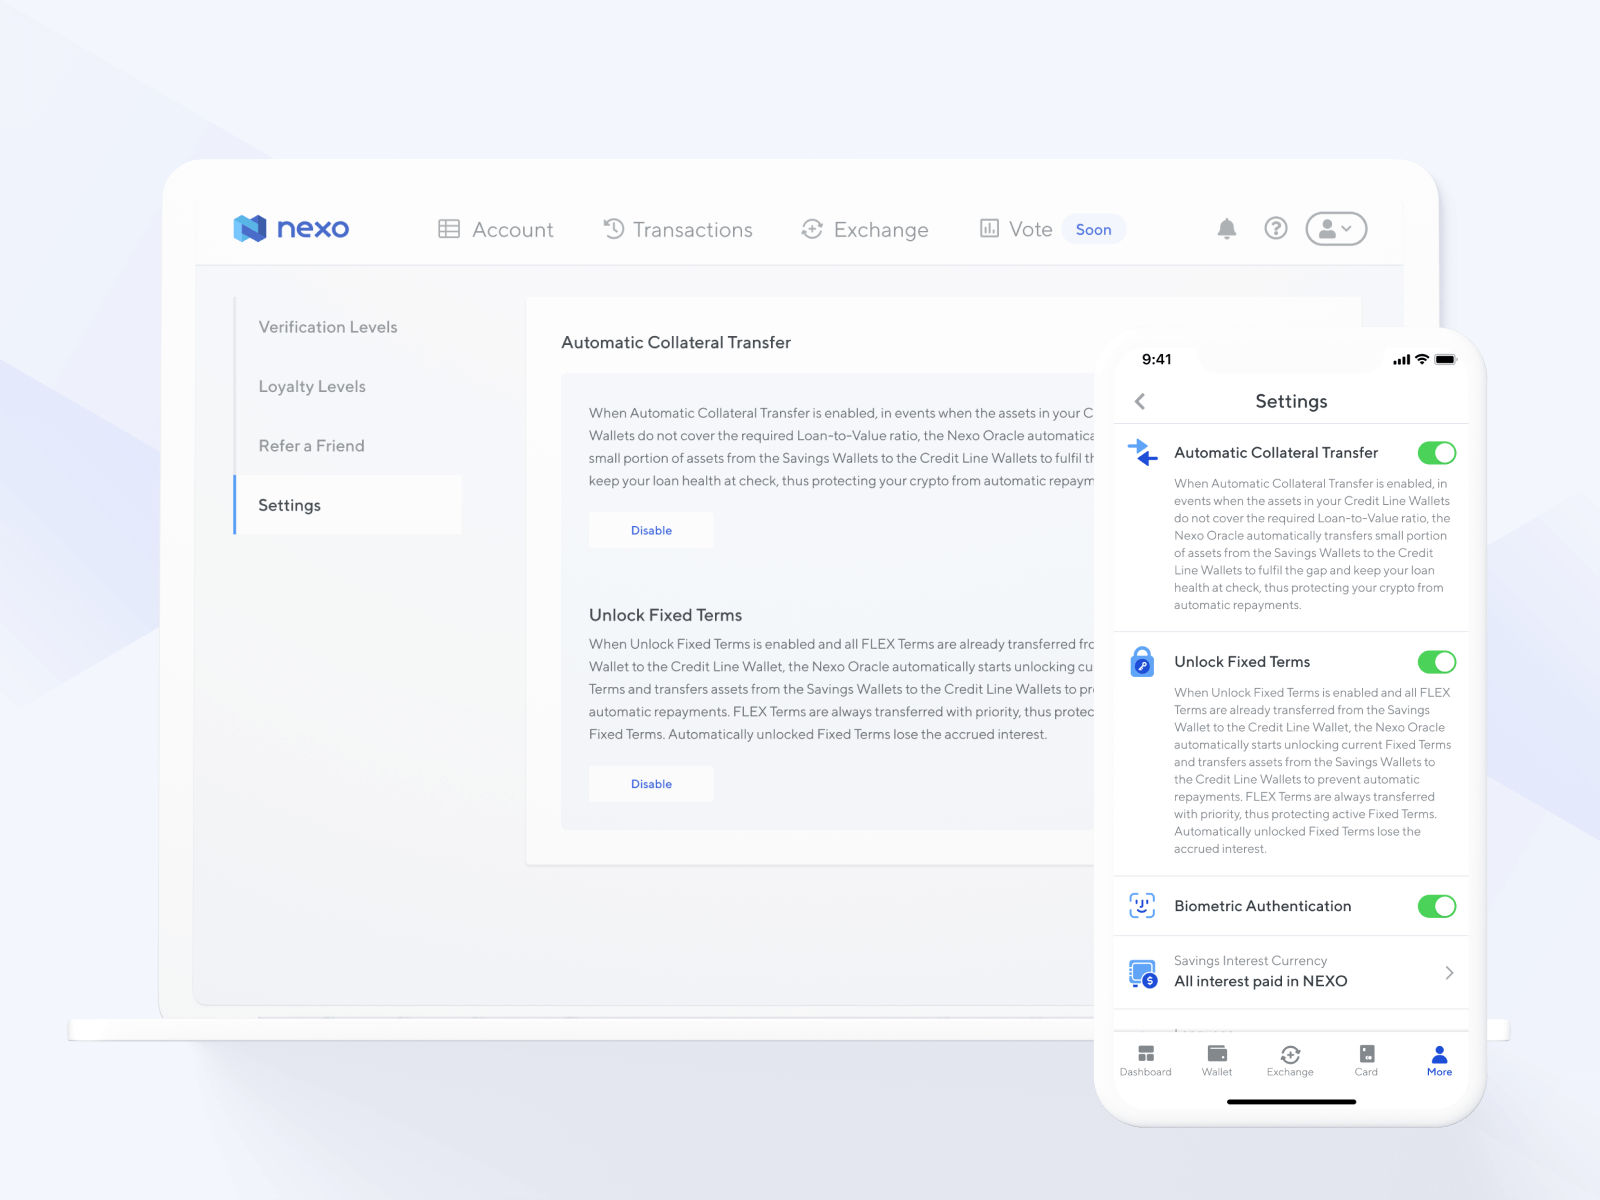 nexo
Account
Transactions
Exchange
Vote
Soon
Verification Levels
Loyalty Levels
Refer a Friend
Settings
Automatic Collateral Transfer
When Automatic Collateral Transfer is enabled, in events when the assets in your C
Wallets do not cover the required Loan-to-Value ratio, the Nexo Oracle automatica
small portion of assets from the Savings Wallets to the Credit Line Wallets to fulfil th
keep your loan health at check, thus protecting your crypto from automatic repaym
Disable
Unlock Fixed Terms
When Unlock Fixed Terms is enabled and all FLEX Terms are already transferred fro
Wallet to the Credit Line Wallet, the Nexo Oracle automatically starts unlocking cu
Terms and transfers assets from the Savings Wallets to the Credit Line Wallets to pr
automatic repayments. FLEX Terms are always transferred with priority, thus protec
Fixed Terms. Automatically unlocked Fixed Terms lose the accrued interest.
Disable
9:41
Settings
Automatic Collateral Transfer
When Automatic Collateral Transfer is enabled, in
events when the assets in your Credit Line Wallets
do not cover the required Loan-to-Value ratio, the
Nexo Oracle automatically transfers small portion
of assets from the Savings Wallets to the Credit
Line Wallets to fulfil the gap and keep your loan
health at check, thus protecting your crypto from
automatic repayments.
Unlock Fixed Terms
When Unlock Fixed Terms is enabled and all FLEX
Terms are already transferred from the Savings
Wallet to the Credit Line Wallet, the Nexo Oracle
automatically starts unlocking current Fixed Terms
and transfers assets from the Savings Wallets to
the Credit Line Wallets to prevent automatic
repayments. FLEX Terms are always transferred
with priority, thus protecting active Fixed Terms.
Automatically unlocked Fixed Terms lose the
accrued interest.
Biometric Authentication
Savings Interest Currency
All interest paid in NEXO
Dashboard
Wallet
Exchange
Card
More